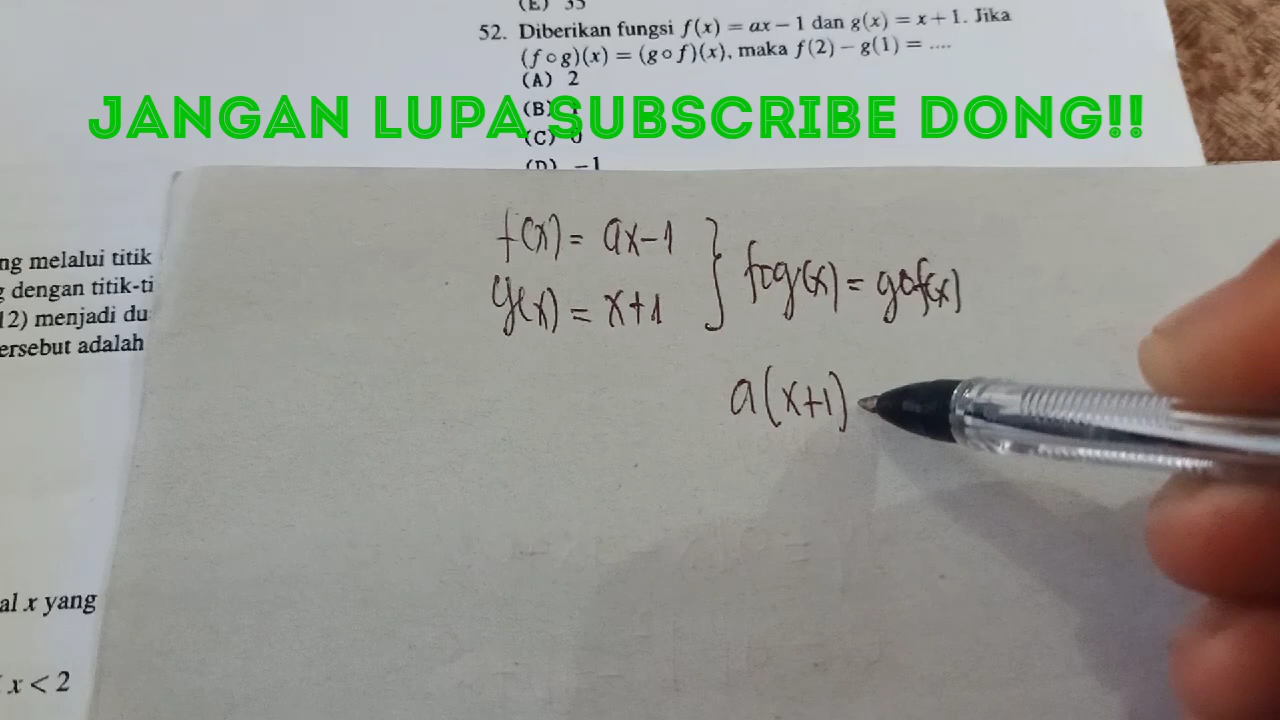 (E) 35
52. Diberikan fungsi f(x) = ax − 1 dan g(x) = x + 1. Jika
(f ∘ g)(x) = (g ∘ f)(x), maka f(2) − g(1) = ....
(A) 2
JANGAN LUPA SUBSCRIBE DONG!!
(B)
(C) 0
(D) −1
ng melalui titik
g dengan titik-ti
12) menjadi du
ersebut adalah
al x yang
x < 2
f(x) = ax−1
g(x) = x+1
fog(x) = gof(x)
a(x+1)